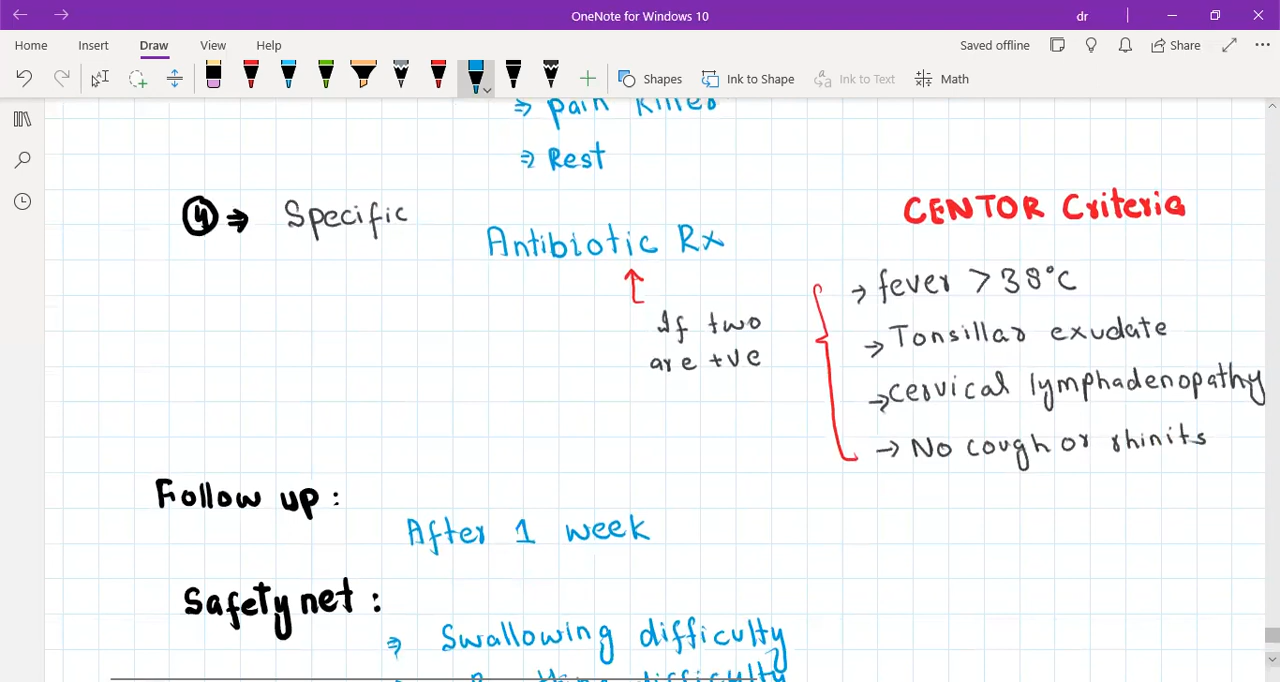 OneNote for Windows 10
dr
Home Insert Draw View Help
Saved offline
Share
Shapes
Ink to Shape
Ink to Text
Math
⇒ Pain Killer
⇒ Rest
④ ⇒ Specific
Antibiotic Rx
If two
are +ve
CENTOR Criteria
→ fever > 38°C
→ Tonsillar exudate
→ Cervical lymphadenopathy
→ No cough or rhinits
Follow up :
After 1 week
Safety net :
⇒ Swallowing difficulty
difficulty